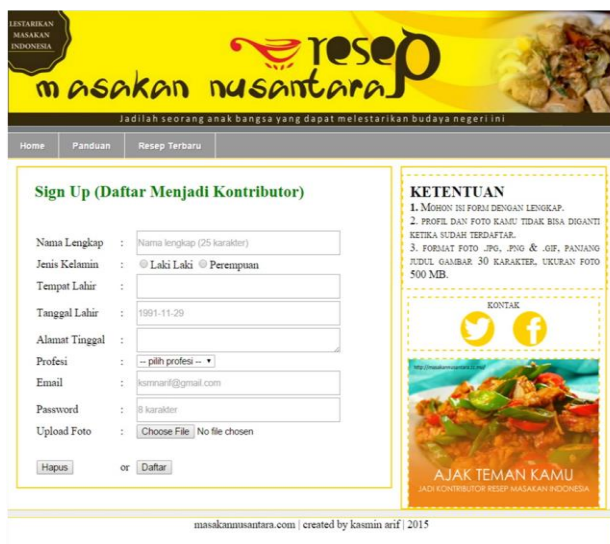 LESTARIKAN
MASAKAN
INDONESIA
resep
masakan nusantara
Jadilah seorang anak bangsa yang dapat melestarikan budaya negeri ini
Home Panduan Resep Terbaru
Sign Up (Daftar Menjadi Kontributor)
Nama Lengkap : Nama lengkap (25 karakter)
Jenis Kelamin : Laki Laki Perempuan
Tempat Lahir :
Tanggal Lahir : 1991-11-29
Alamat Tinggal :
Profesi : -- pilih profesi --
Email : ksmnarif@gmail.com
Password : 8 karakter
Upload Foto : Choose File No file chosen
Hapus or Daftar
KETENTUAN
1. MOHON ISI FORM DENGAN LENGKAP.
2. PROFIL DAN FOTO KAMU TIDAK BISA DIGANTI
KETIKA SUDAH TERDAFTAR.
3. FORMAT FOTO .JPG, .PNG & .GIF, PANJANG
JUDUL GAMBAR 30 KARAKTER, UKURAN FOTO
500 MB.
KONTAK
AJAK TEMAN KAMU
JADI KONTRIBUTOR RESEP MASAKAN INDONESIA
masakannusantara.com | created by kasmin arif | 2015